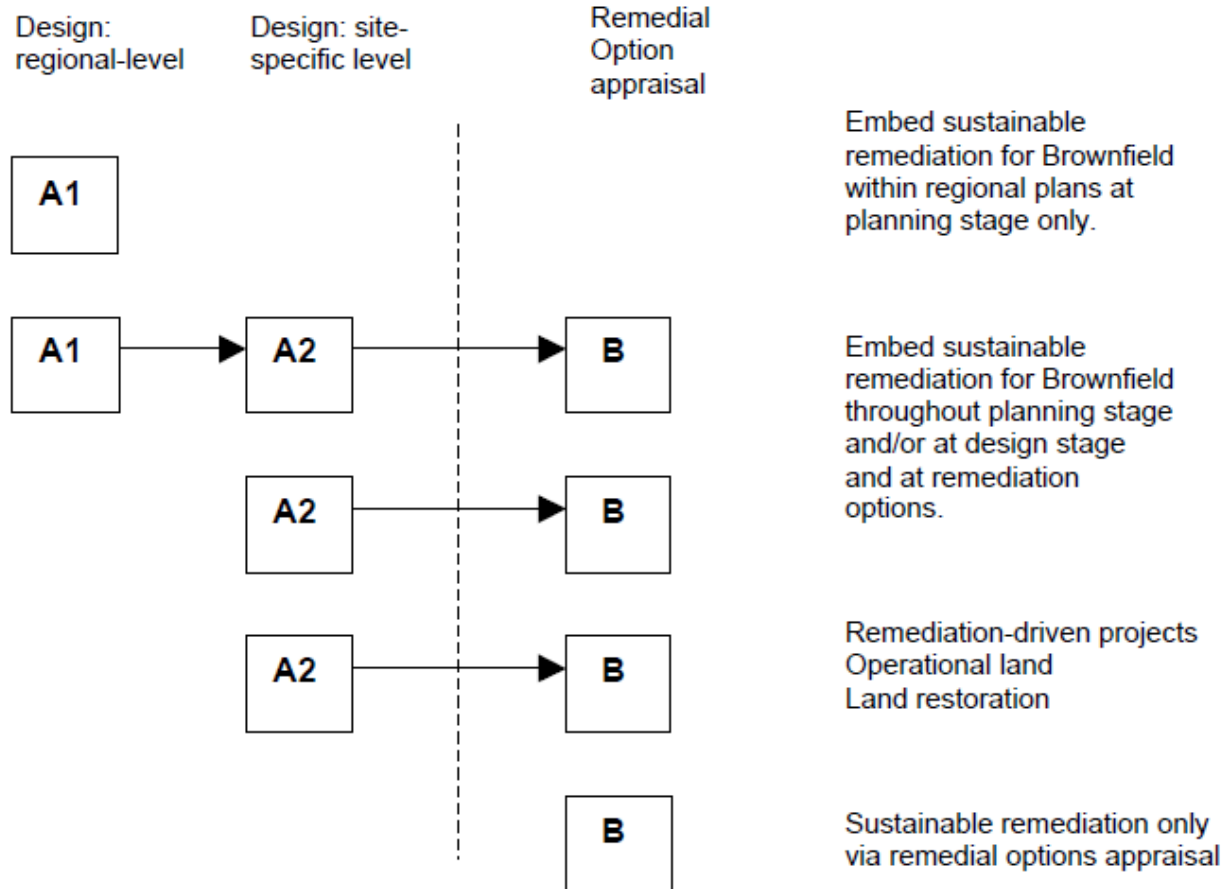 Design:
regional-level
Design: site-
specific level
Remedial
Option
appraisal
A1
Embed sustainable
remediation for Brownfield
within regional plans at
planning stage only.
A1
A2
B
Embed sustainable
remediation for Brownfield
throughout planning stage
and/or at design stage
and at remediation
options.
A2
B
A2
B
Remediation-driven projects
Operational land
Land restoration
B
Sustainable remediation only
via remedial options appraisal